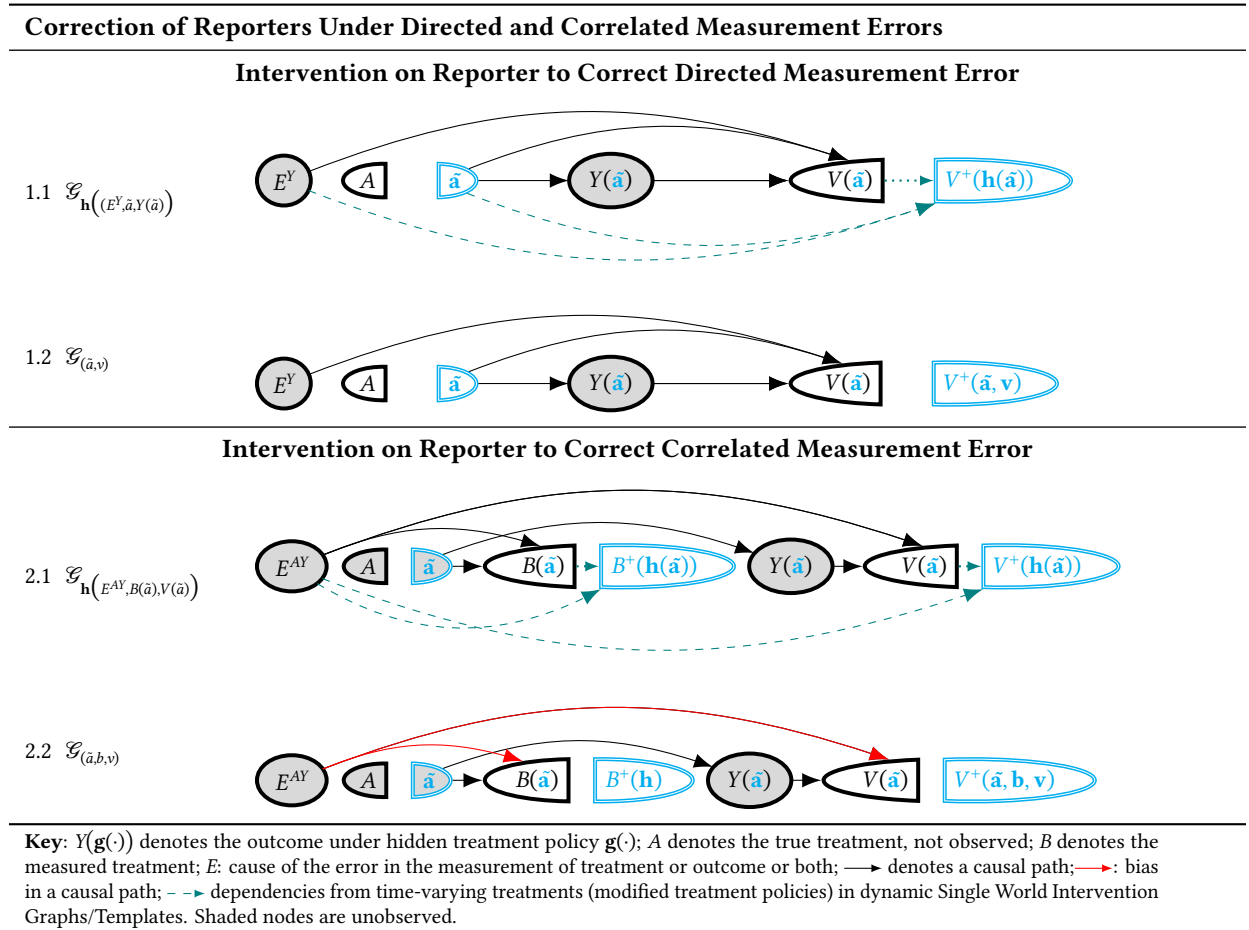 Correction of Reporters Under Directed and Correlated Measurement Errors
Intervention on Reporter to Correct Directed Measurement Error
1.1 𝒢_h((E^Y,ã,Y(ã))
E^Y A ã Y(ã) V(ã) V⁺(h(ã))
1.2 𝒢_(ã,v)
E^Y A ã Y(ã) V(ã) V⁺(ã, v)
Intervention on Reporter to Correct Correlated Measurement Error
2.1 𝒢_h(E^AY,B(ã),V(ã))
E^AY A ã B(ã) B⁺(h(ã)) Y(ã) V(ã) V⁺(h(ã))
2.2 𝒢_(ã,b,v)
E^AY A ã B(ã) B⁺(h) Y(ã) V(ã) V⁺(ã, b, v)
Key: Y(g(·)) denotes the outcome under hidden treatment policy g(·); A denotes the true treatment, not observed; B denotes the
measured treatment; E: cause of the error in the measurement of treatment or outcome or both; denotes a causal path; : bias
in a causal path; dependencies from time-varying treatments (modified treatment policies) in dynamic Single World Intervention
Graphs/Templates. Shaded nodes are unobserved.